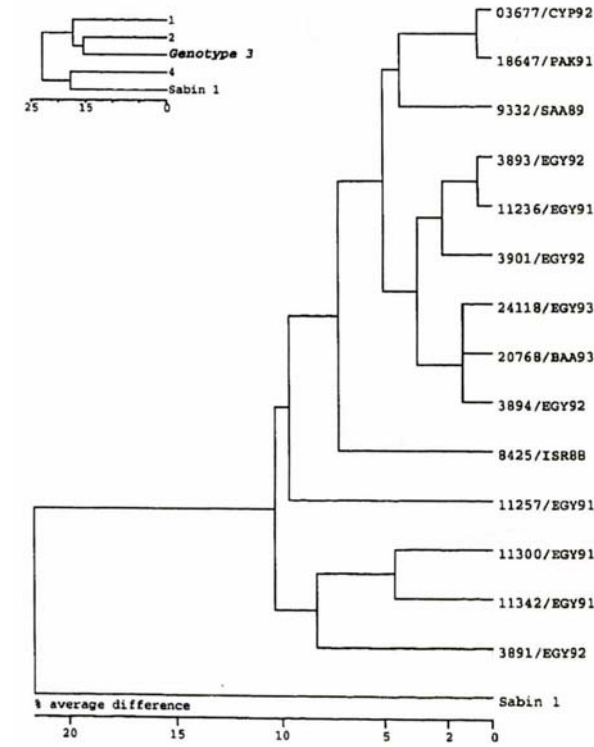 1
2
Genotype 3
4
Sabin 1
25 15 0
03677/CYP92
18647/PAK91
9332/SAA89
3893/EGY92
11236/EGY91
3901/EGY92
24118/EGY93
20768/BAA93
3894/EGY92
8425/ISR88
11257/EGY91
11300/EGY91
11342/EGY91
3891/EGY92
Sabin 1
% average difference
20 15 10 5 2 0